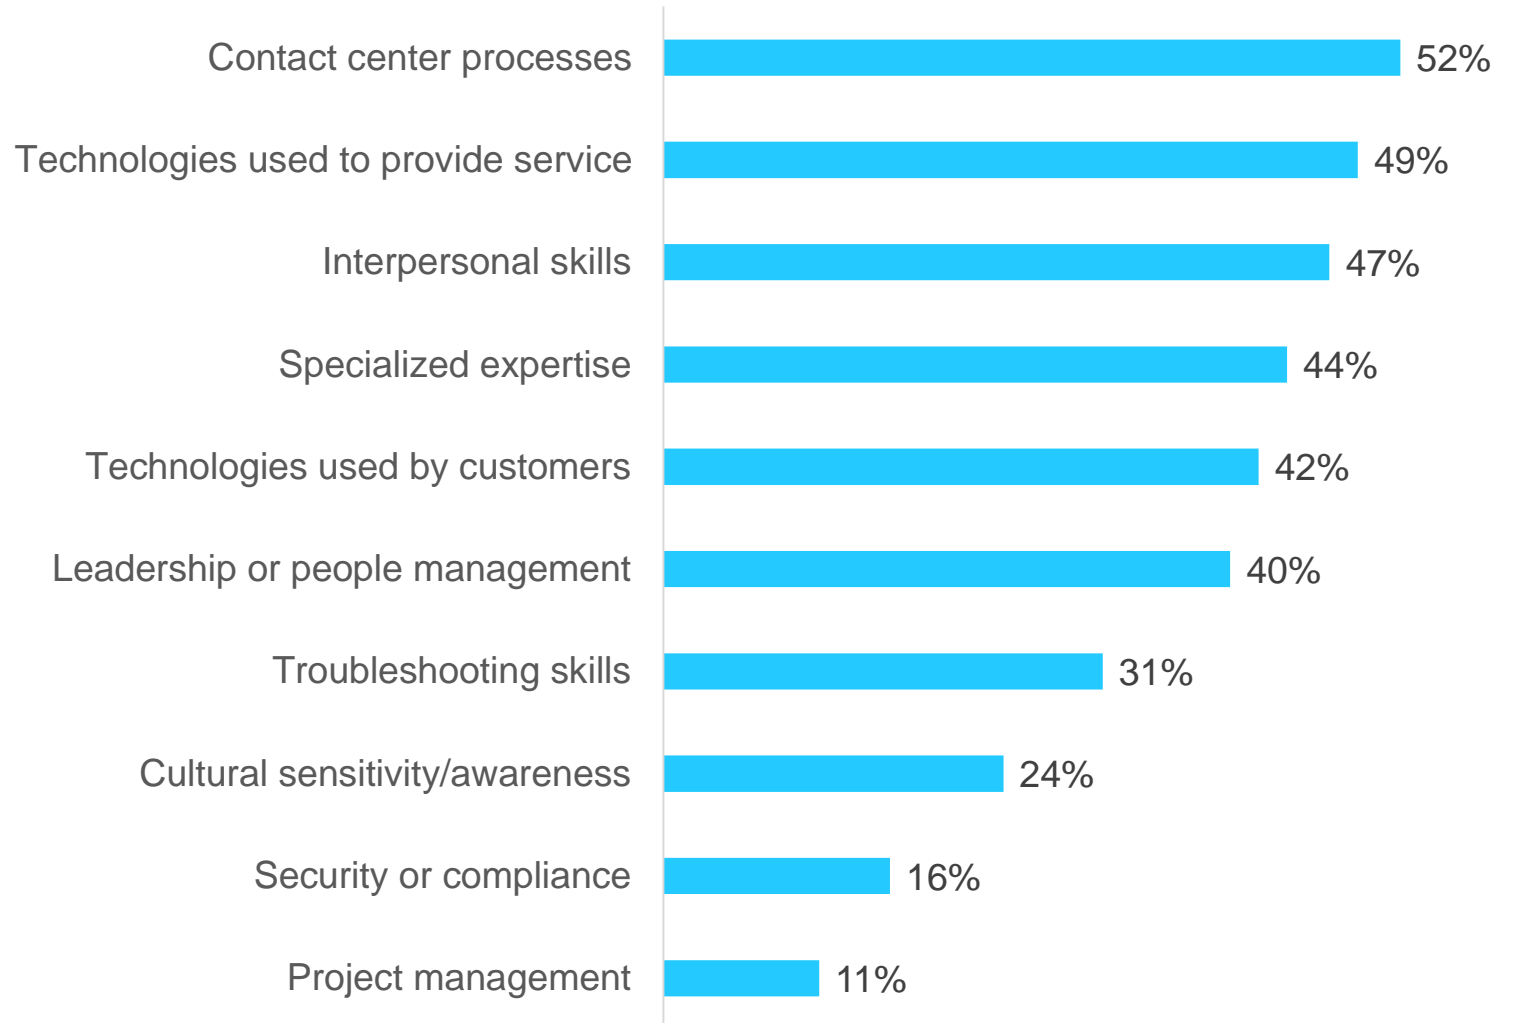 Contact center processes 52%
Technologies used to provide service 49%
Interpersonal skills 47%
Specialized expertise 44%
Technologies used by customers 42%
Leadership or people management 40%
Troubleshooting skills 31%
Cultural sensitivity/awareness 24%
Security or compliance 16%
Project management 11%